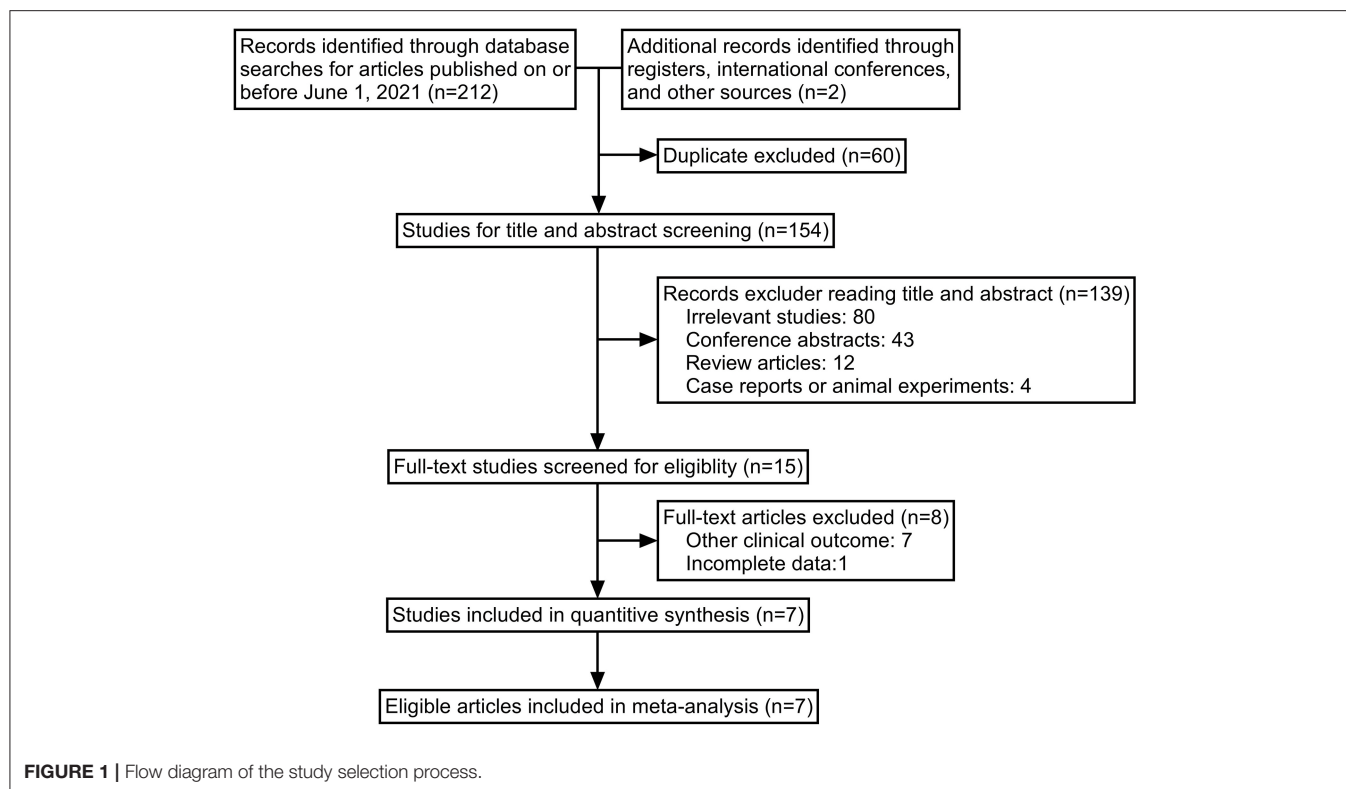 Records identified through database
searches for articles published on or
before June 1, 2021 (n=212)
Additional records identified through
registers, international conferences,
and other sources (n=2)
Duplicate excluded (n=60)
Studies for title and abstract screening (n=154)
Records excluder reading title and abstract (n=139)
Irrelevant studies: 80
Conference abstracts: 43
Review articles: 12
Case reports or animal experiments: 4
Full-text studies screened for eligiblity (n=15)
Full-text articles excluded (n=8)
Other clinical outcome: 7
Incomplete data:1
Studies included in quantitive synthesis (n=7)
Eligible articles included in meta-analysis (n=7)
FIGURE 1 | Flow diagram of the study selection process.